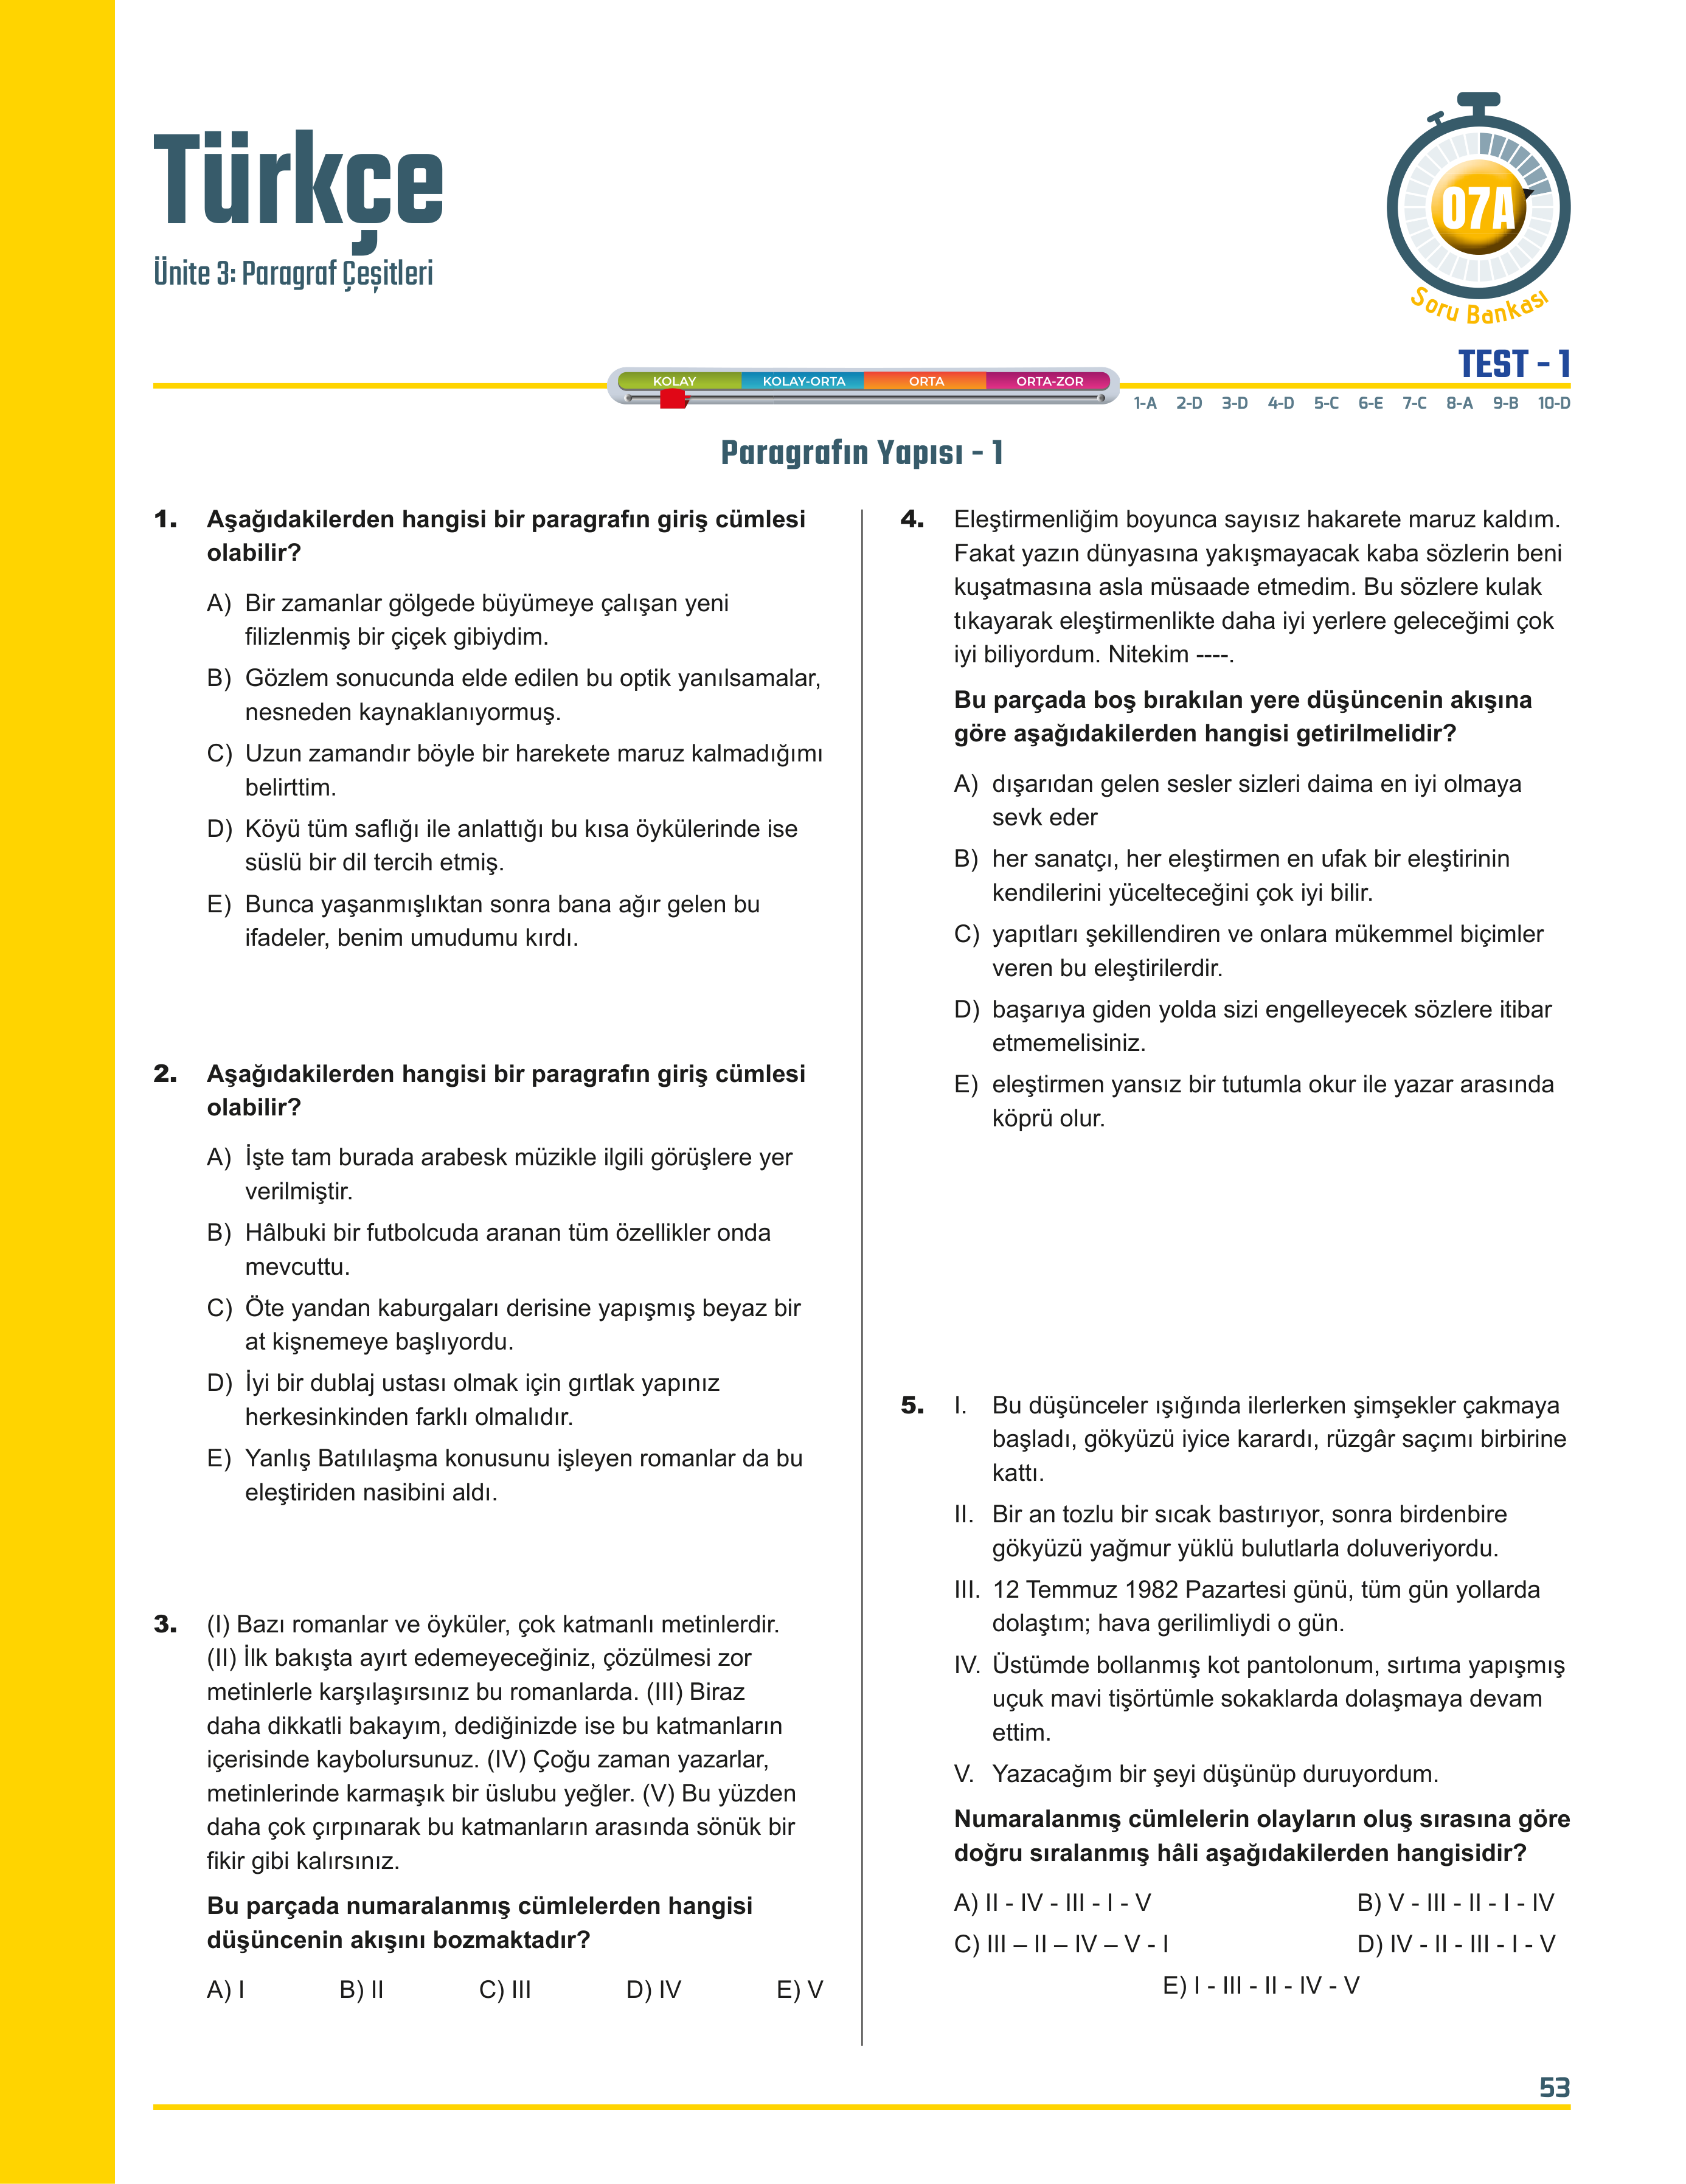 Türkçe
Ünite 3: Paragraf Çeşitleri
07A
Soru Bankası
TEST - 1
KOLAY KOLAY-ORTA ORTA ORTA-ZOR
1-A 2-D 3-D 4-D 5-C 6-E 7-C 8-A 9-B 10-D
Paragrafın Yapısı - 1
1. Aşağıdakilerden hangisi bir paragrafın giriş cümlesi
olabilir?
A) Bir zamanlar gölgede büyümeye çalışan yeni
filizlenmiş bir çiçek gibiydim.
B) Gözlem sonucunda elde edilen bu optik yanılsamalar,
nesneden kaynaklanıyormuş.
C) Uzun zamandır böyle bir harekete maruz kalmadığımı
belirttim.
D) Köyü tüm saflığı ile anlattığı bu kısa öykülerinde ise
süslü bir dil tercih etmiş.
E) Bunca yaşanmışlıktan sonra bana ağır gelen bu
ifadeler, benim umudumu kırdı.
2. Aşağıdakilerden hangisi bir paragrafın giriş cümlesi
olabilir?
A) İşte tam burada arabesk müzikle ilgili görüşlere yer
verilmiştir.
B) Hâlbuki bir futbolcuda aranan tüm özellikler onda
mevcuttu.
C) Öte yandan kaburgaları derisine yapışmış beyaz bir
at kişnemeye başlıyordu.
D) İyi bir dublaj ustası olmak için gırtlak yapınız
herkesinkinden farklı olmalıdır.
E) Yanlış Batılılaşma konusunu işleyen romanlar da bu
eleştiriden nasibini aldı.
3. (I) Bazı romanlar ve öyküler, çok katmanlı metinlerdir.
(II) İlk bakışta ayırt edemeyeceğiniz, çözülmesi zor
metinlerle karşılaşırsınız bu romanlarda. (III) Biraz
daha dikkatli bakayım, dediğinizde ise bu katmanların
içerisinde kaybolursunuz. (IV) Çoğu zaman yazarlar,
metinlerinde karmaşık bir üslubu yeğler. (V) Bu yüzden
daha çok çırpınarak bu katmanların arasında sönük bir
fikir gibi kalırsınız.
Bu parçada numaralanmış cümlelerden hangisi
düşüncenin akışını bozmaktadır?
A) I B) II C) III D) IV E) V
4. Eleştirmenliğim boyunca sayısız hakarete maruz kaldım.
Fakat yazın dünyasına yakışmayacak kaba sözlerin beni
kuşatmasına asla müsaade etmedim. Bu sözlere kulak
tıkayarak eleştirmenlikte daha iyi yerlere geleceğimi çok
iyi biliyordum. Nitekim ----.
Bu parçada boş bırakılan yere düşüncenin akışına
göre aşağıdakilerden hangisi getirilmelidir?
A) dışarıdan gelen sesler sizleri daima en iyi olmaya
sevk eder
B) her sanatçı, her eleştirmen en ufak bir eleştirinin
kendilerini yücelteceğini çok iyi bilir.
C) yapıtları şekillendiren ve onlara mükemmel biçimler
veren bu eleştirilerdir.
D) başarıya giden yolda sizi engelleyecek sözlere itibar
etmemelisiniz.
E) eleştirmen yansız bir tutumla okur ile yazar arasında
köprü olur.
5. I. Bu düşünceler ışığında ilerlerken şimşekler çakmaya
başladı, gökyüzü iyice karardı, rüzgâr saçımı birbirine
kattı.
II. Bir an tozlu bir sıcak bastırıyor, sonra birdenbire
gökyüzü yağmur yüklü bulutlarla doluveriyordu.
III. 12 Temmuz 1982 Pazartesi günü, tüm gün yollarda
dolaştım; hava gerilimliydi o gün.
IV. Üstümde bollanmış kot pantolonum, sırtıma yapışmış
uçuk mavi tişörtümle sokaklarda dolaşmaya devam
ettim.
V. Yazacağım bir şeyi düşünüp duruyordum.
Numaralanmış cümlelerin olayların oluş sırasına göre
doğru sıralanmış hâli aşağıdakilerden hangisidir?
A) II - IV - III - I - V B) V - III - II - I - IV
C) III – II – IV – V - I D) IV - II - III - I - V
E) I - III - II - IV - V
53